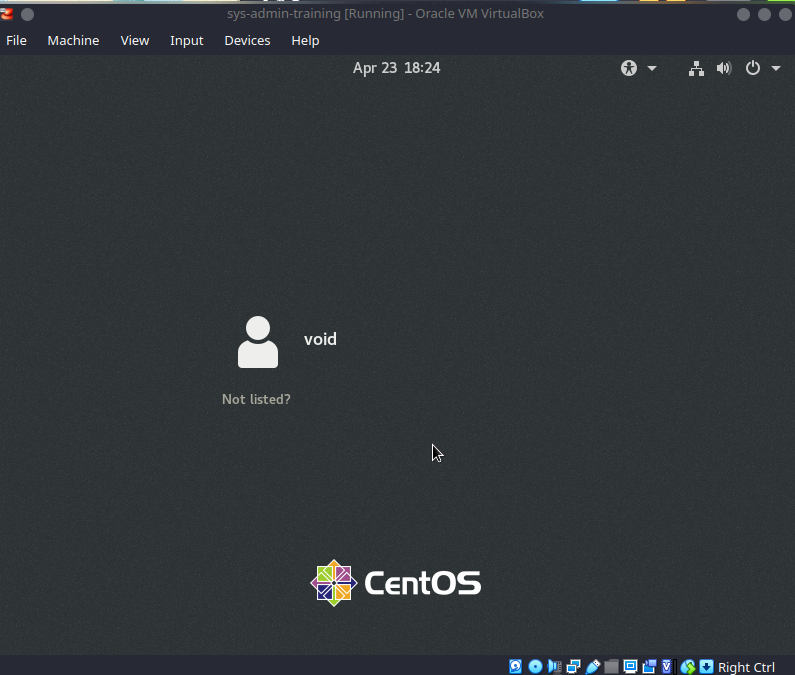 sys-admin-training [Running] - Oracle VM VirtualBox
File Machine View Input Devices Help
Apr 23 18:24
void
Not listed?
CentOS
Right Ctrl